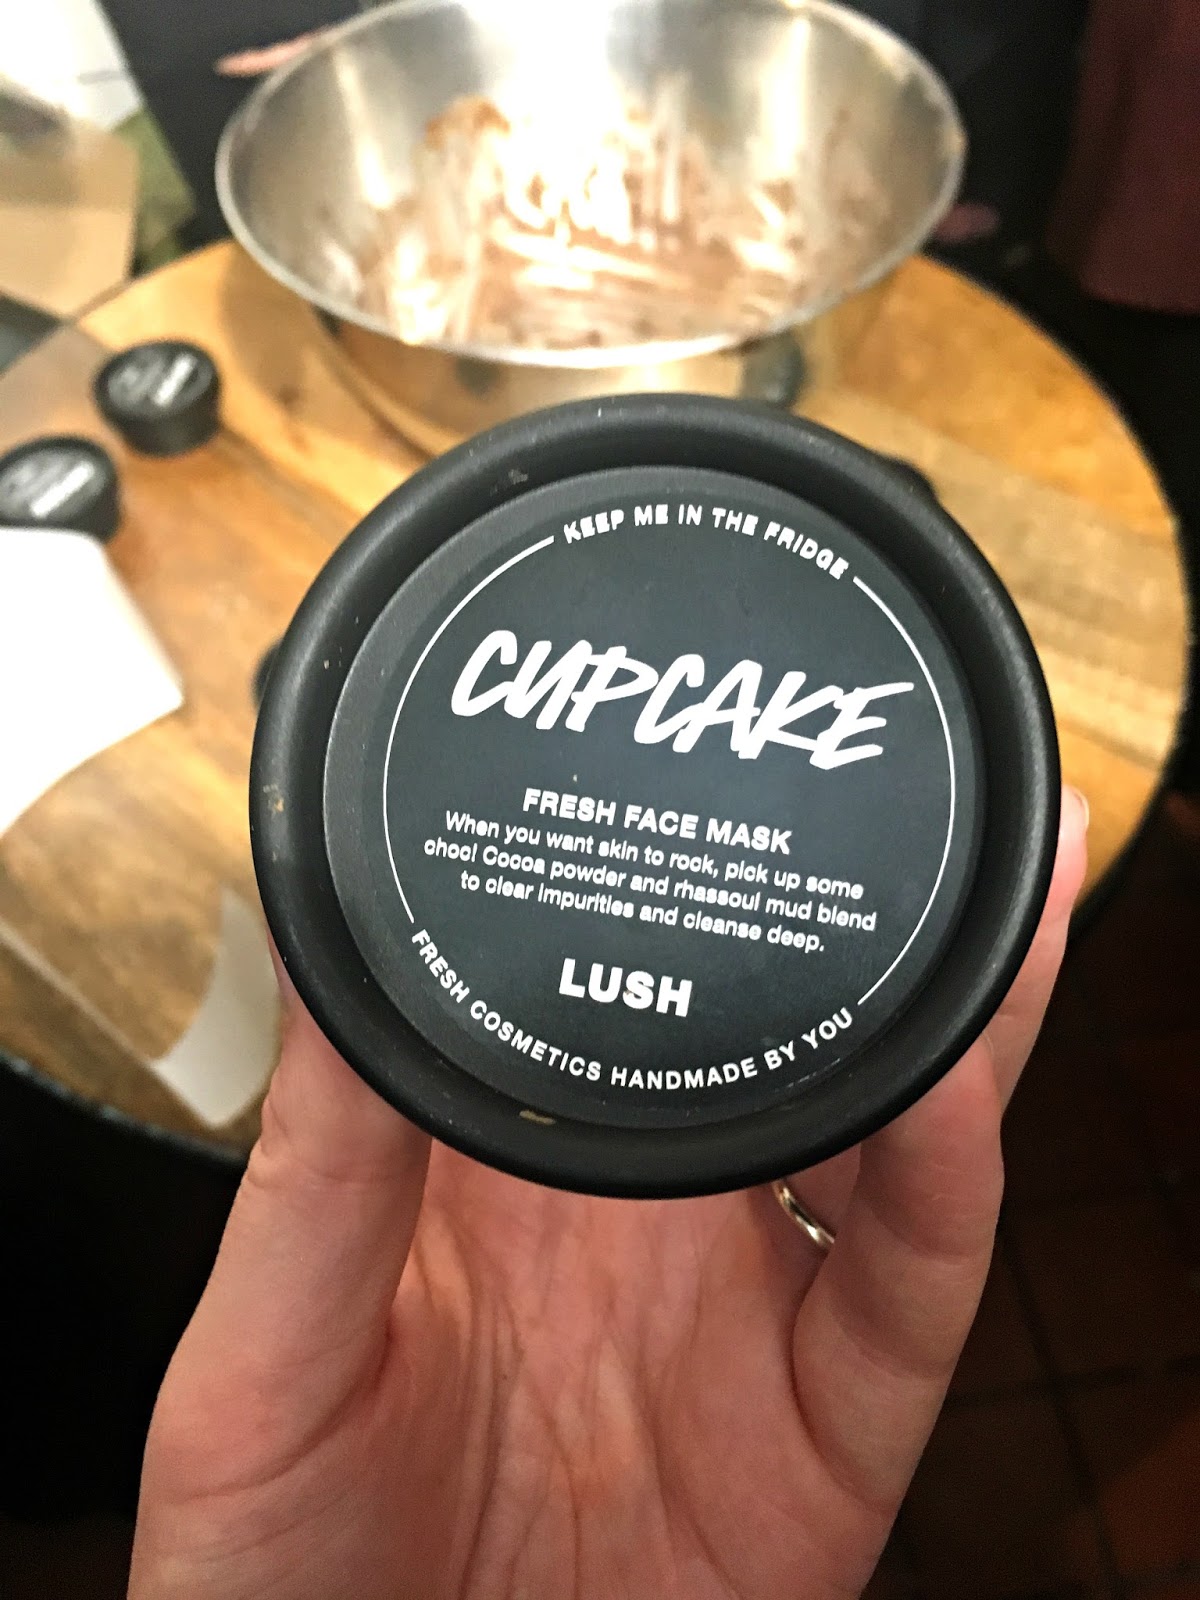 KEEP ME IN THE FRIDGE
CUPCAKE
FRESH FACE MASK
When you want skin to rock, pick up some
choc! Cocoa powder and rhassoul mud blend
to clear impurities and cleanse deep.
LUSH
FRESH COSMETICS HANDMADE BY YOU